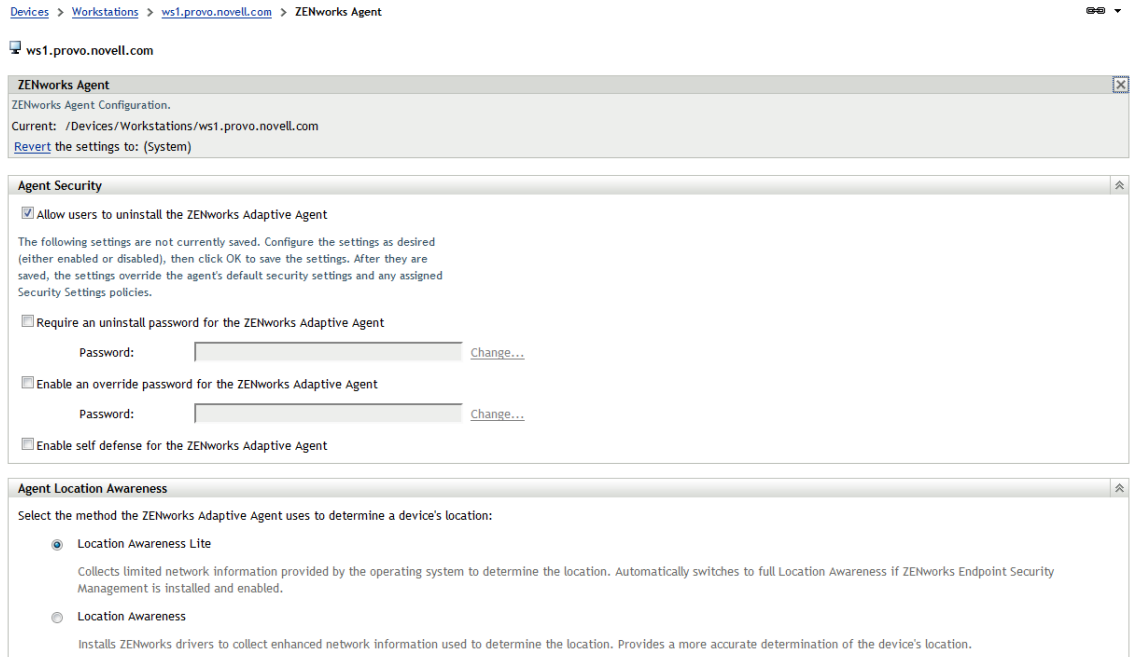 Devices > Workstations > ws1.provo.novell.com > ZENworks Agent
ws1.provo.novell.com
ZENworks Agent
ZENworks Agent Configuration.
Current: /Devices/Workstations/ws1.provo.novell.com
Revert the settings to: (System)
Agent Security
Allow users to uninstall the ZENworks Adaptive Agent
The following settings are not currently saved. Configure the settings as desired
(either enabled or disabled), then click OK to save the settings. After they are
saved, the settings override the agent's default security settings and any assigned
Security Settings policies.
Require an uninstall password for the ZENworks Adaptive Agent
Password: Change...
Enable an override password for the ZENworks Adaptive Agent
Password: Change...
Enable self defense for the ZENworks Adaptive Agent
Agent Location Awareness
Select the method the ZENworks Adaptive Agent uses to determine a device's location:
Location Awareness Lite
Collects limited network information provided by the operating system to determine the location. Automatically switches to full Location Awareness if ZENworks Endpoint Security
Management is installed and enabled.
Location Awareness
Installs ZENworks drivers to collect enhanced network information used to determine the location. Provides a more accurate determination of the device's location.